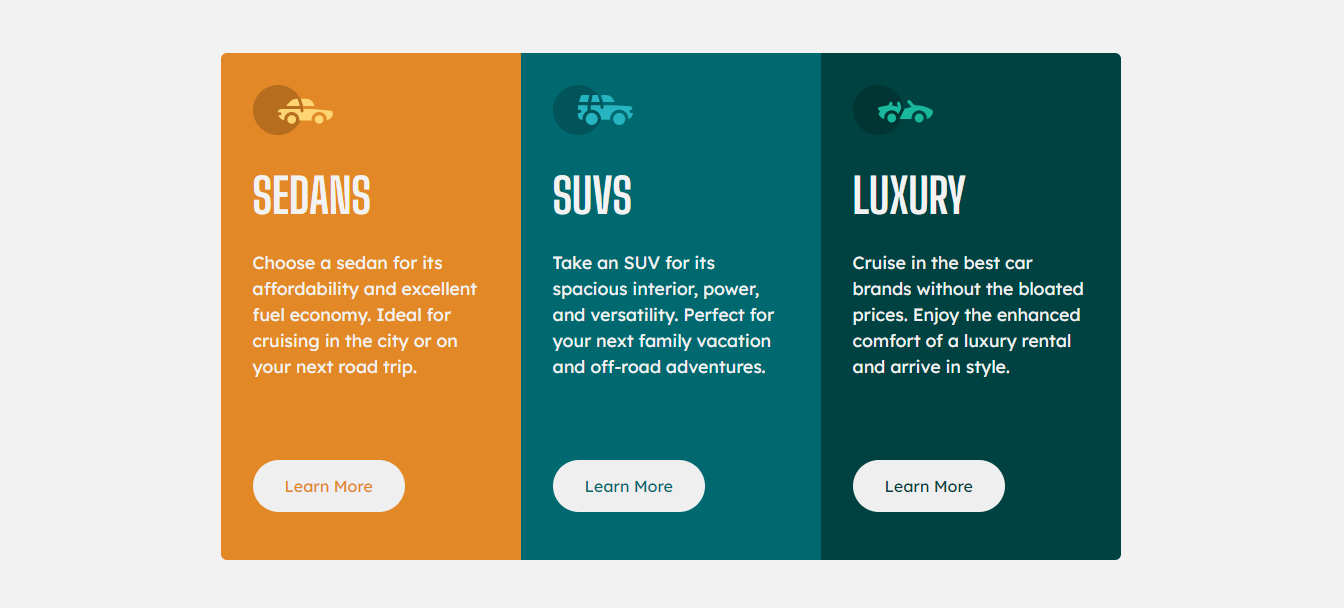 SEDANS
Choose a sedan for its
affordability and excellent
fuel economy. Ideal for
cruising in the city or on
your next road trip.
Learn More
SUVS
Take an SUV for its
spacious interior, power,
and versatility. Perfect for
your next family vacation
and off-road adventures.
Learn More
LUXURY
Cruise in the best car
brands without the bloated
prices. Enjoy the enhanced
comfort of a luxury rental
and arrive in style.
Learn More